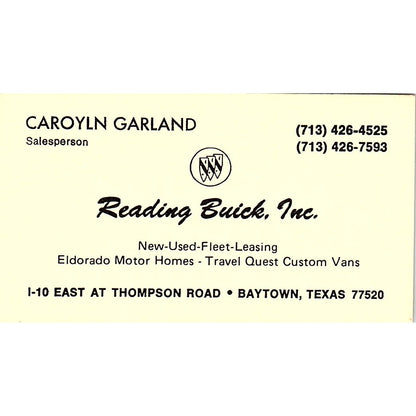 CAROYLN GARLAND
Salesperson
(713) 426-4525
(713) 426-7593
Reading Buick, Inc.
New-Used-Fleet-Leasing
Eldorado Motor Homes - Travel Quest Custom Vans
I-10 EAST AT THOMPSON ROAD • BAYTOWN, TEXAS 77520